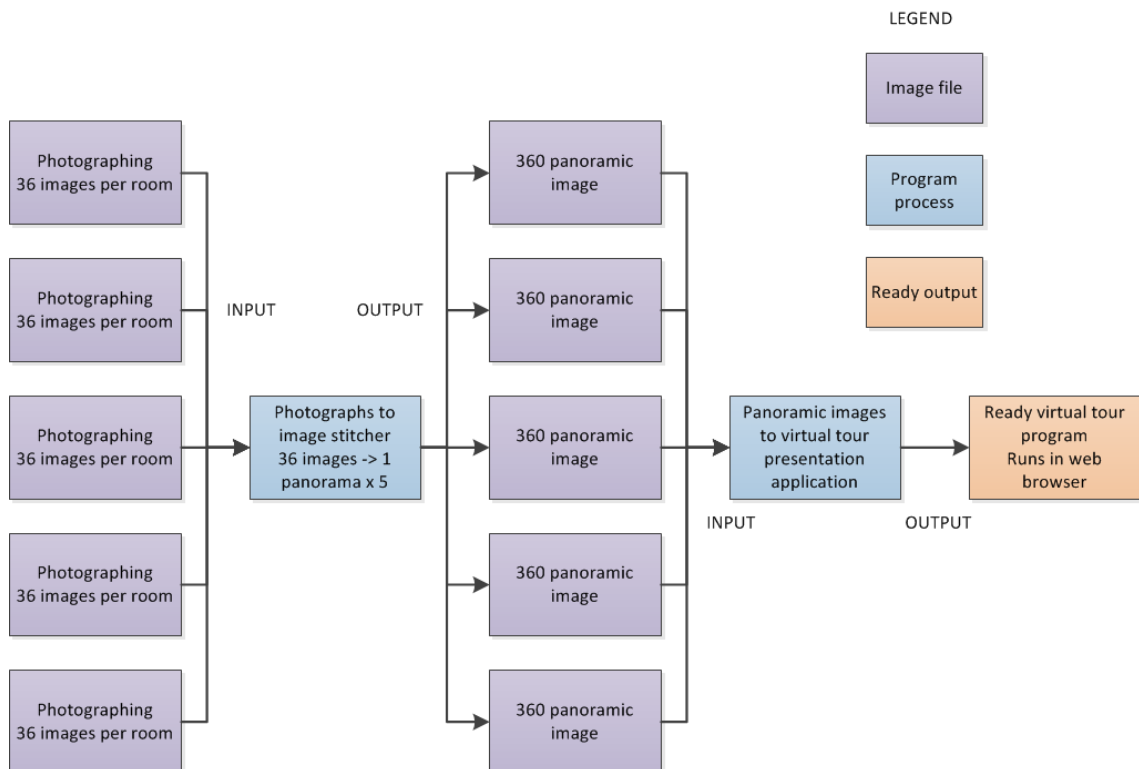 LEGEND
Image file
Program
process
Ready output
Photographing
36 images per room
Photographing
36 images per room
Photographing
36 images per room
Photographing
36 images per room
Photographing
36 images per room
INPUT
Photographs to
image stitcher
36 images -> 1
panorama x 5
OUTPUT
360 panoramic
image
360 panoramic
image
360 panoramic
image
360 panoramic
image
360 panoramic
image
INPUT
Panoramic images
to virtual tour
presentation
application
OUTPUT
Ready virtual tour
program
Runs in web
browser